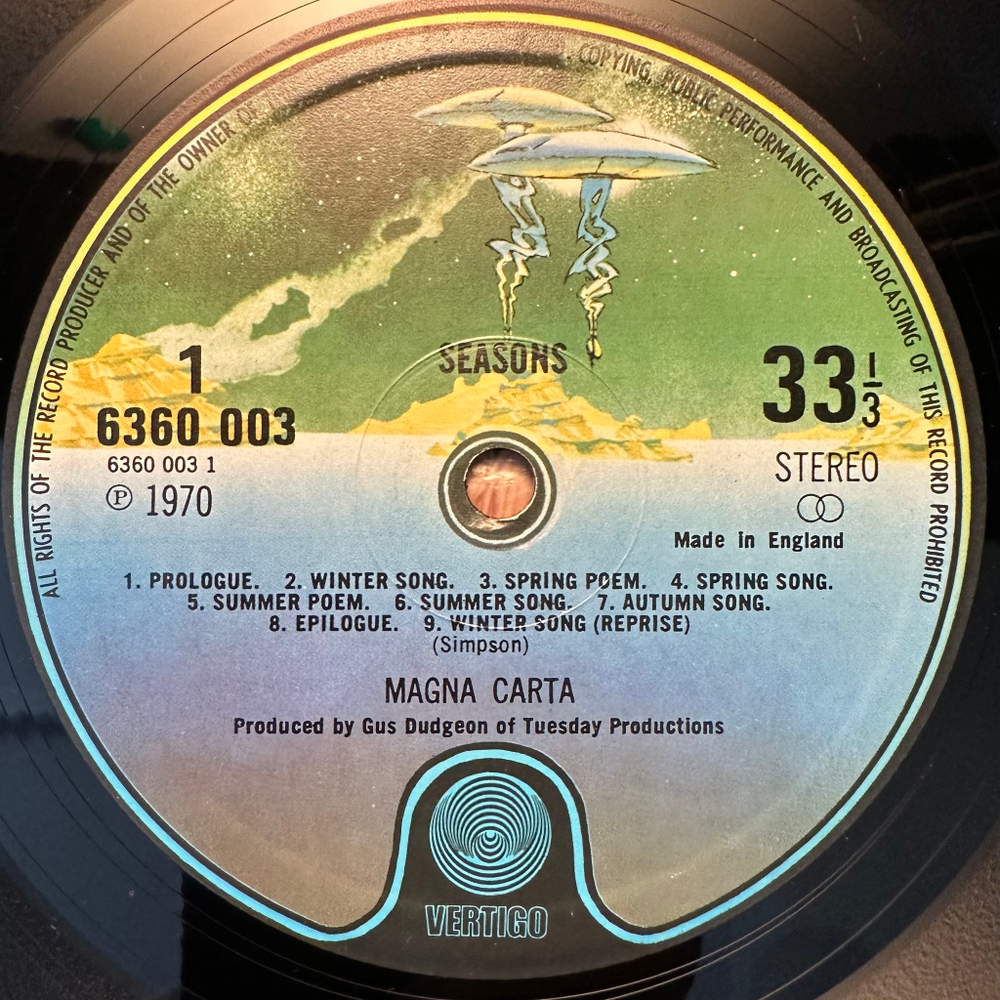 ALL RIGHTS OF THE RECORD PRODUCER AND OF THE OWNER OF
COPYING, PUBLIC PERFORMANCE AND BROADCASTING OF THIS RECORD PROHIBITED
SEASONS
1
6360 003
6360 003 1
℗ 1970
33 1/3
STEREO
Made in England
1. PROLOGUE. 2. WINTER SONG. 3. SPRING POEM. 4. SPRING SONG.
5. SUMMER POEM. 6. SUMMER SONG. 7. AUTUMN SONG.
8. EPILOGUE. 9. WINTER SONG (REPRISE)
(Simpson)
MAGNA CARTA
Produced by Gus Dudgeon of Tuesday Productions
VERTIGO